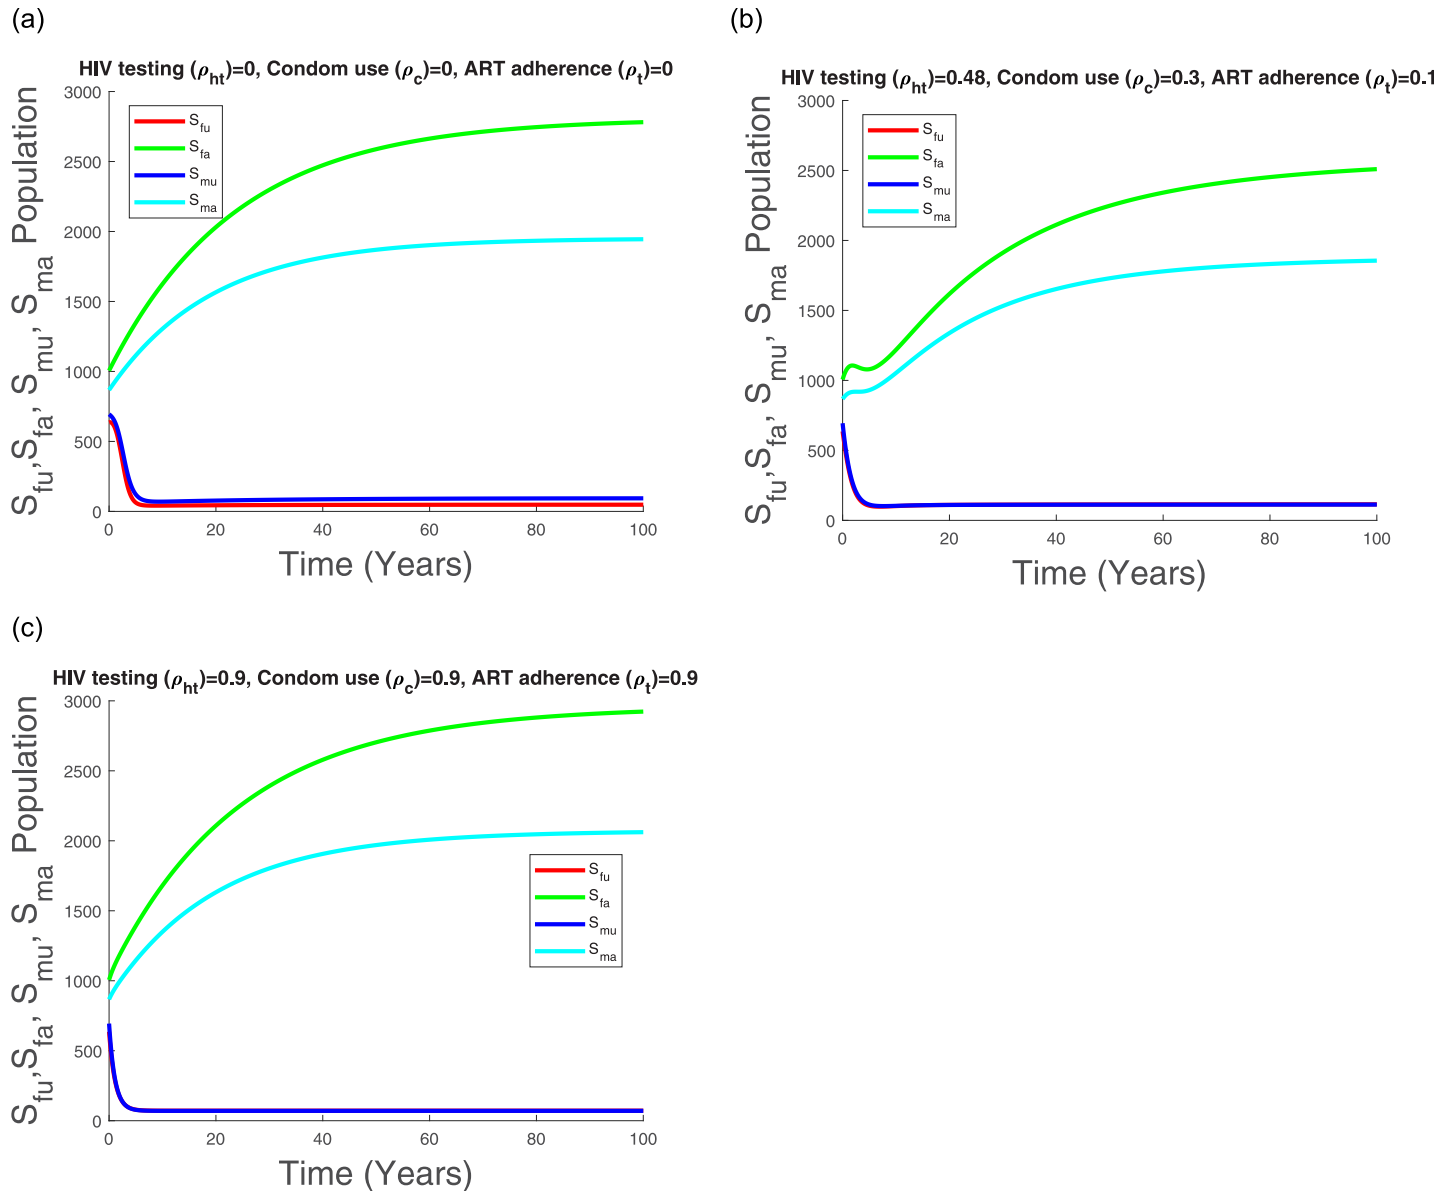 (a)
HIV testing (ρht)=0, Condom use (ρc)=0, ART adherence (ρt)=0
Sfu,Sfa, Smu, Sma Population
3000
2500
2000
1500
1000
500
0
Sfu
Sfa
Smu
Sma
0 20 40 60 80 100
Time (Years)
(b)
HIV testing (ρht)=0.48, Condom use (ρc)=0.3, ART adherence (ρt)=0.1
Sfu,Sfa, Smu, Sma Population
3000
2500
2000
1500
1000
500
0
Sfu
Sfa
Smu
Sma
0 20 40 60 80 100
Time (Years)
(c)
HIV testing (ρht)=0.9, Condom use (ρc)=0.9, ART adherence (ρt)=0.9
Sfu,Sfa, Smu, Sma Population
3000
2500
2000
1500
1000
500
0
Sfu
Sfa
Smu
Sma
0 20 40 60 80 100
Time (Years)